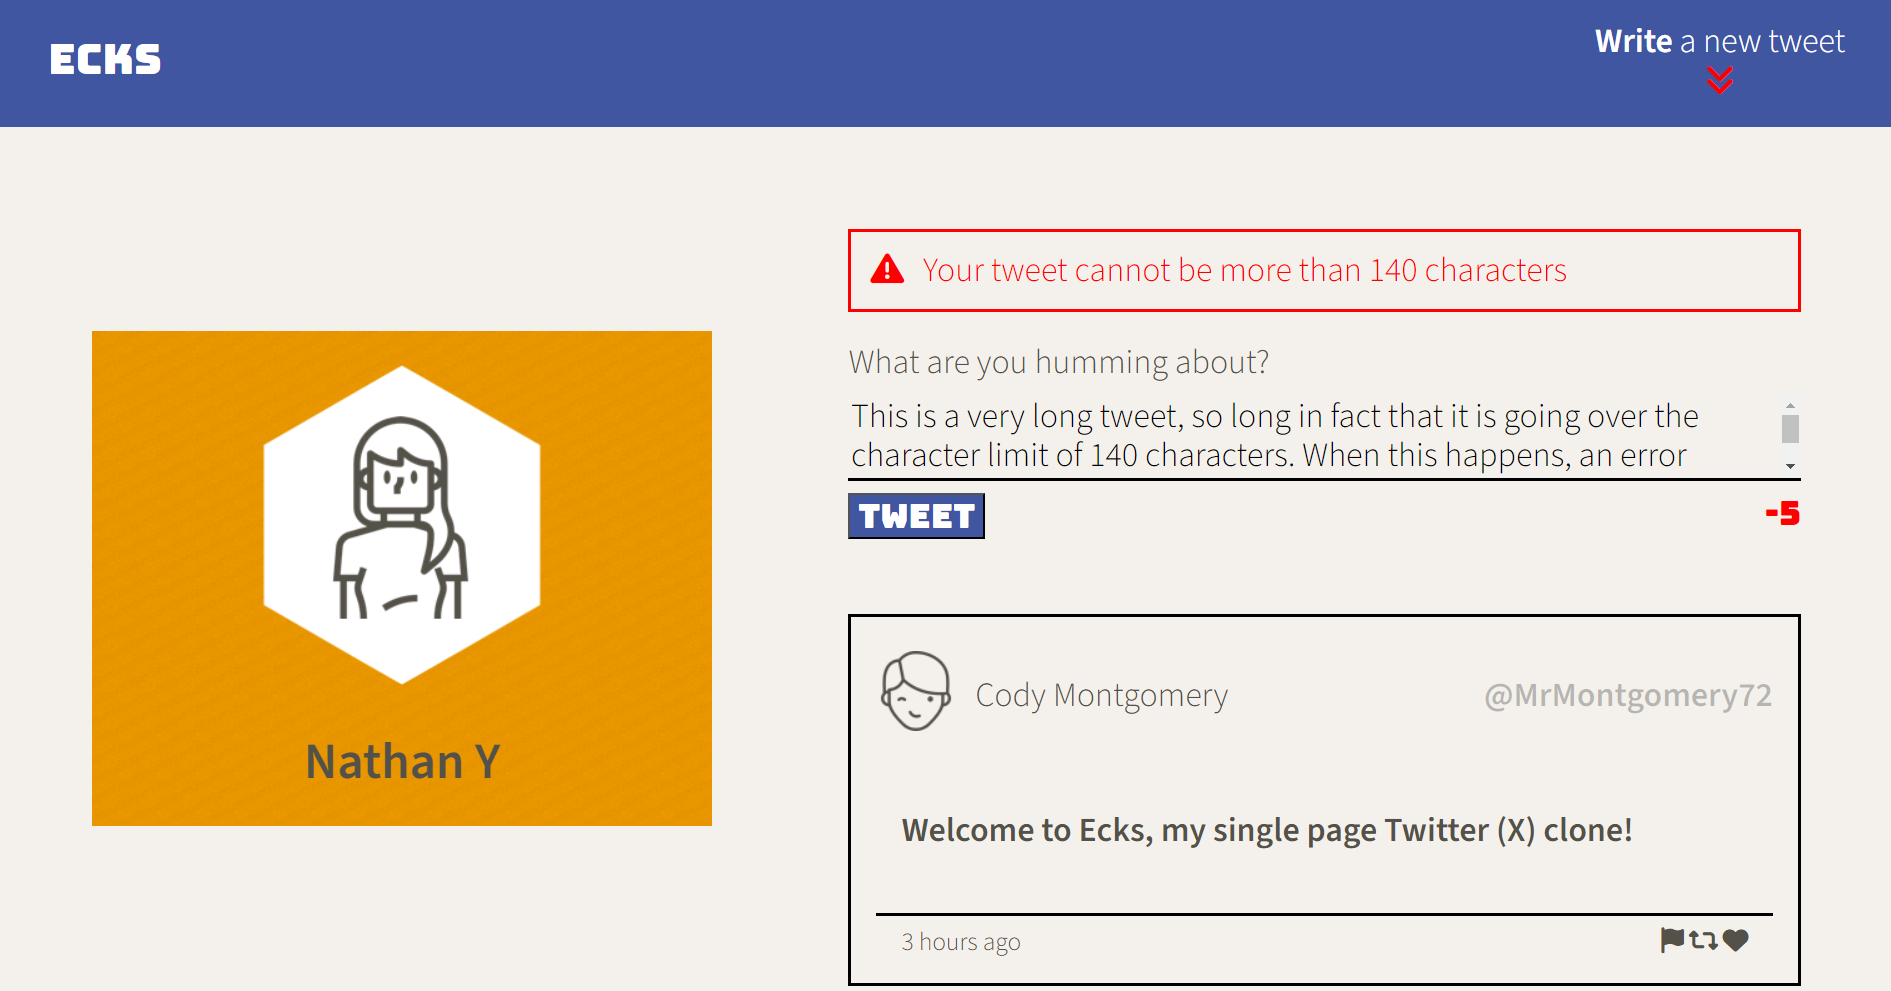 ECKS
Write a new tweet
Your tweet cannot be more than 140 characters
What are you humming about?
This is a very long tweet, so long in fact that it is going over the
character limit of 140 characters. When this happens, an error
TWEET
-5
Nathan Y
Cody Montgomery
@MrMontgomery72
Welcome to Ecks, my single page Twitter (X) clone!
3 hours ago